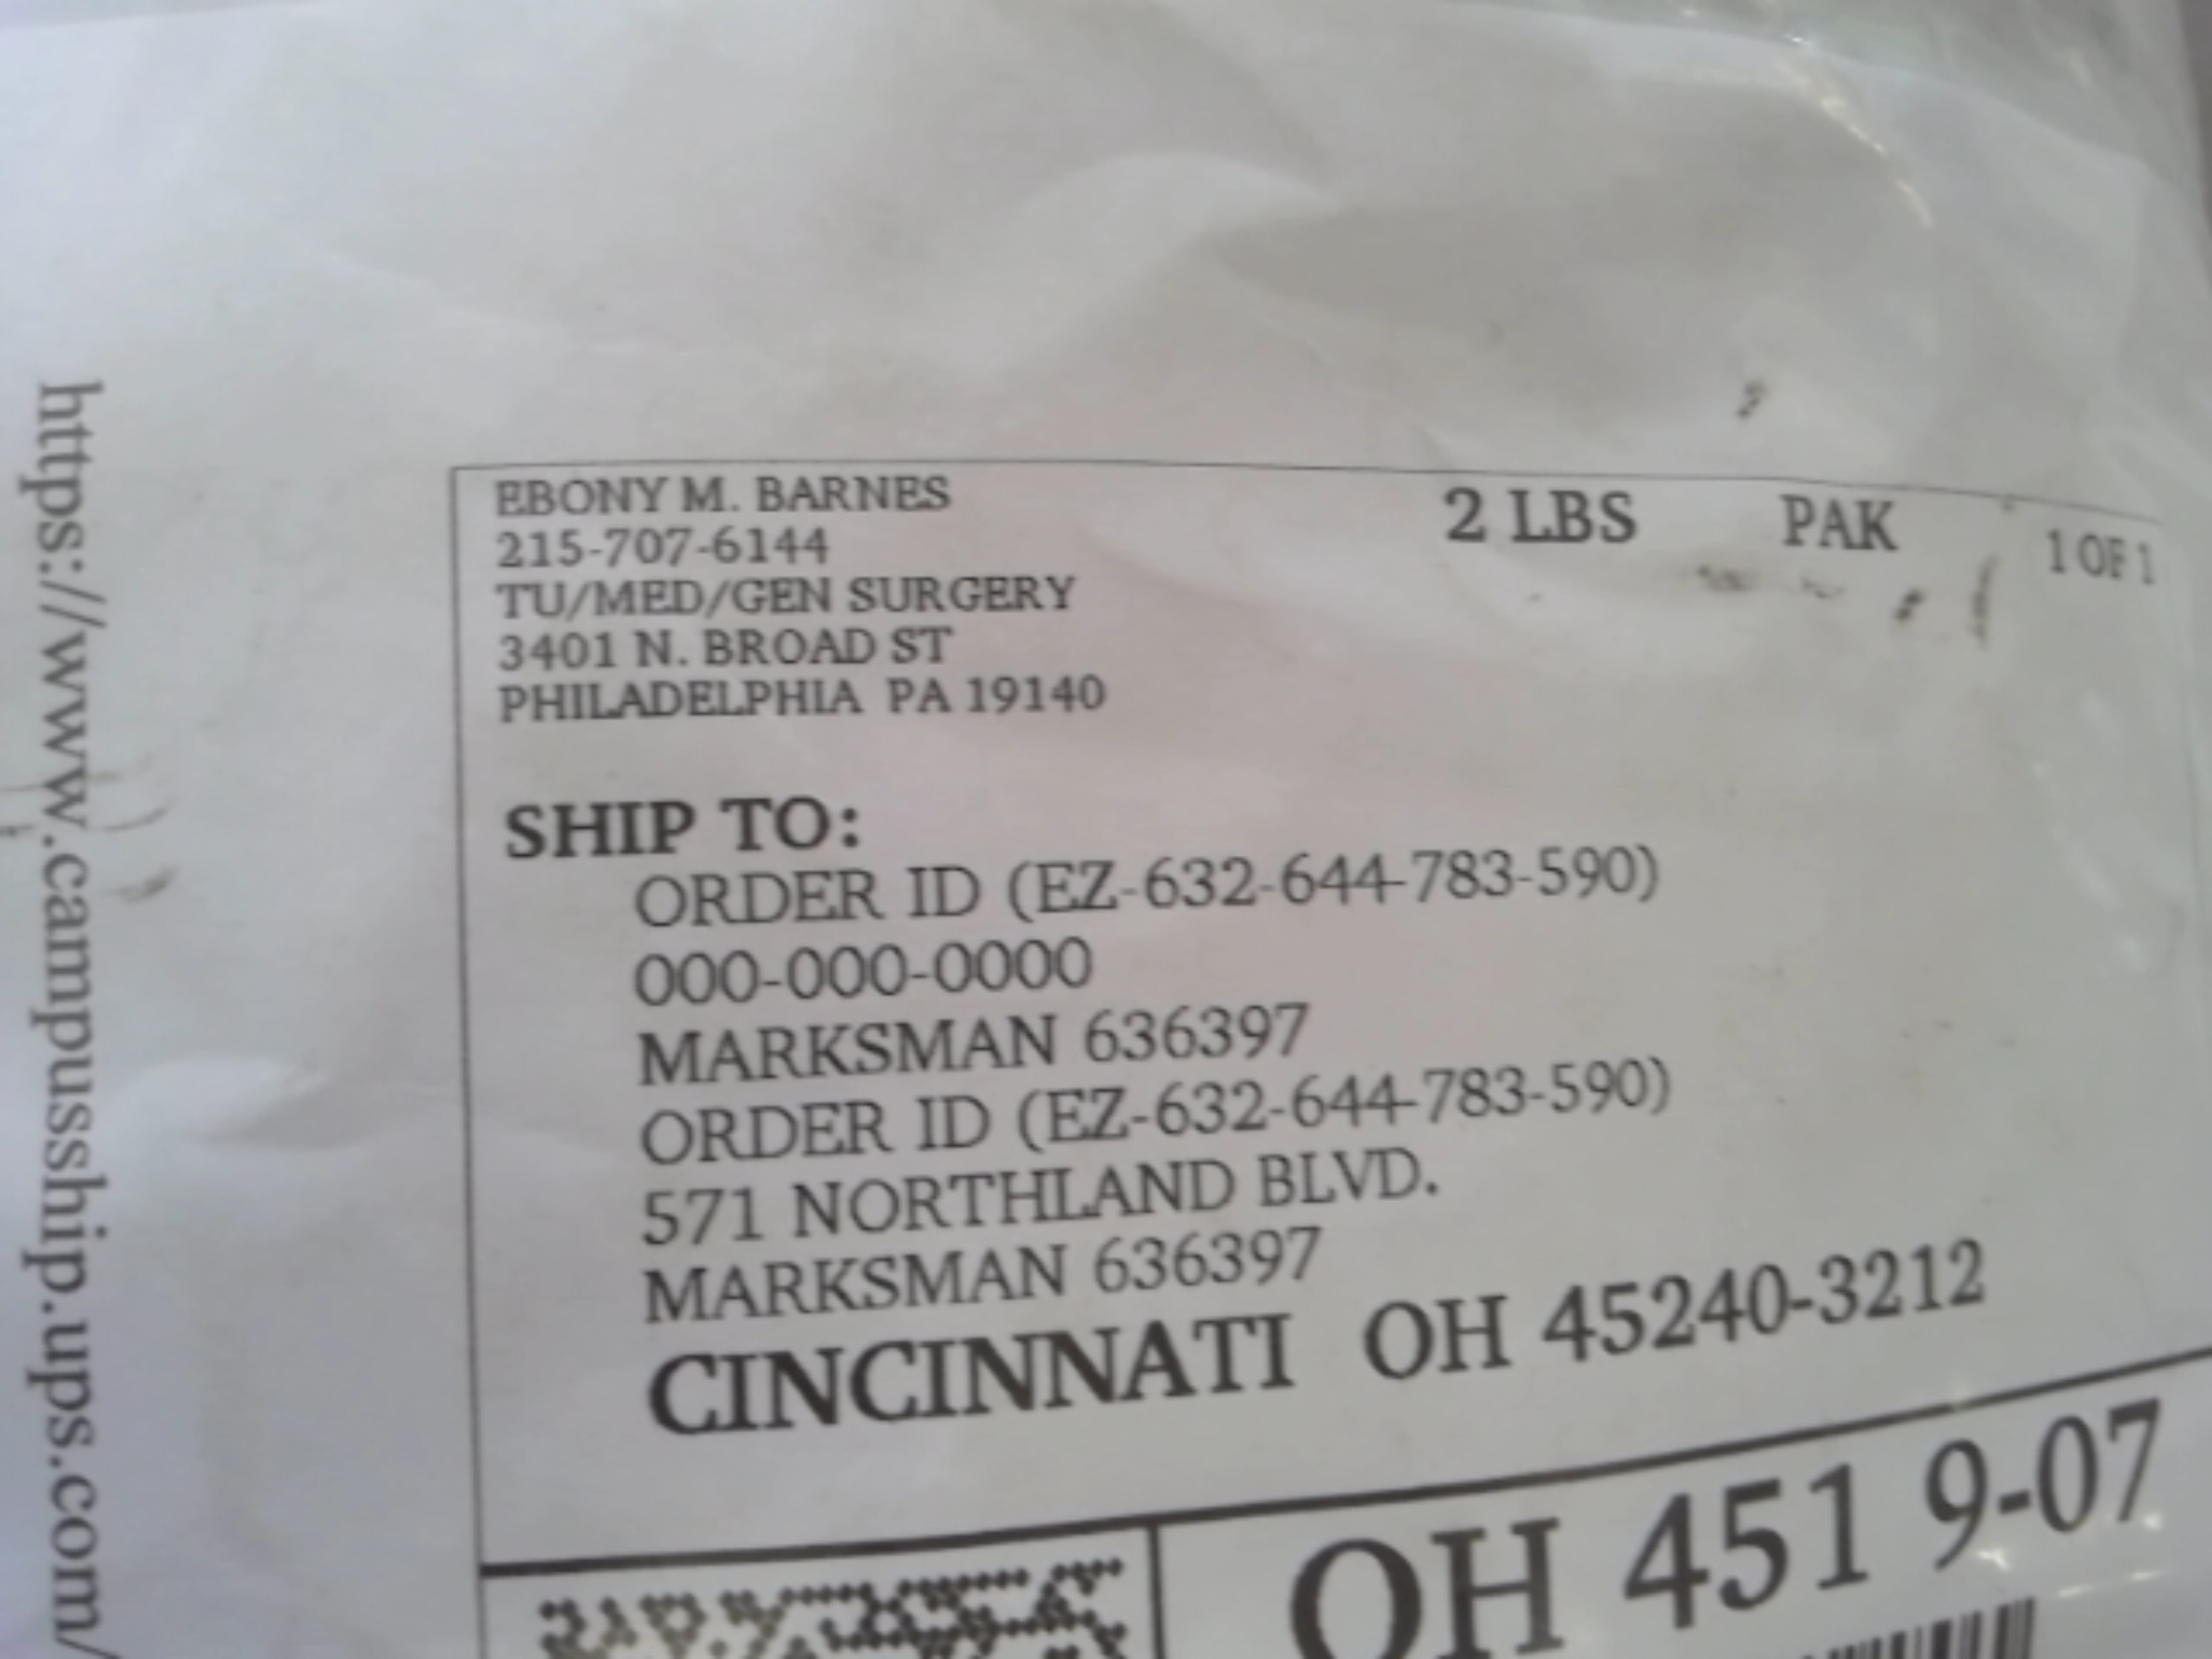 EBONY M. BARNES
215-707-6144
TU/MED/GEN SURGERY
3401 N. BROAD ST
PHILADELPHIA PA 19140
2 LBS PAK 1 OF 1
SHIP TO:
ORDER ID (EZ-632-644-783-590)
000-000-0000
MARKSMAN 636397
ORDER ID (EZ-632-644-783-590)
571 NORTHLAND BLVD.
MARKSMAN 636397
CINCINNATI OH 45240-3212
OH 451 9-07
https://www.campusship.ups.com/